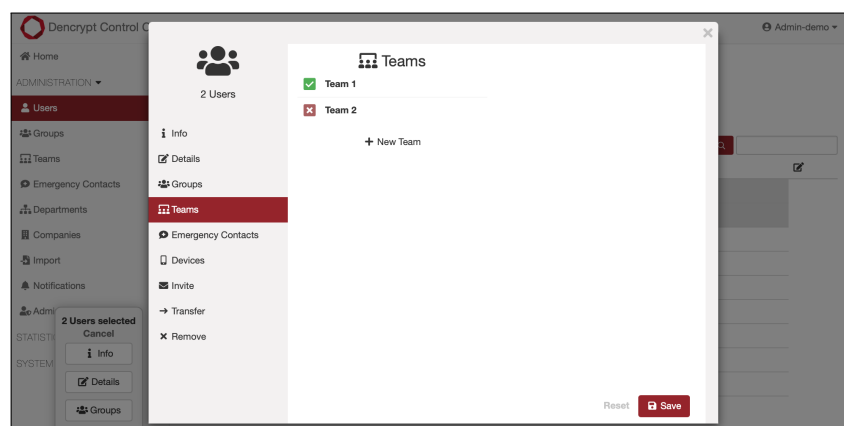 Dencrypt Control C
Admin-demo
Home
ADMINISTRATION
Users
Groups
Teams
Emergency Contacts
Departments
Companies
Import
Notifications
Admi
STATISTI
SYSTEM
2 Users selected
Cancel
Info
Details
Groups
2 Users
Info
Details
Groups
Teams
Emergency Contacts
Devices
Invite
Transfer
Remove
Teams
Team 1
Team 2
New Team
Reset
Save